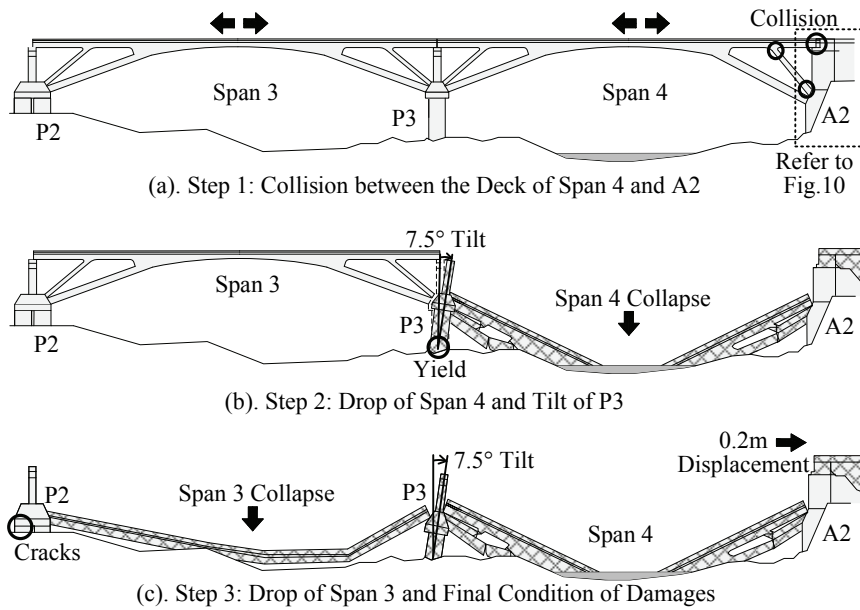 Collision
Span 3
Span 4
P2
P3
A2
Refer to
Fig.10
(a). Step 1: Collision between the Deck of Span 4 and A2
7.5° Tilt
Span 3
Span 4 Collapse
P3
P2
A2
Yield
(b). Step 2: Drop of Span 4 and Tilt of P3
0.2m
Displacement
7.5° Tilt
P2
P3
Span 3 Collapse
Span 4
A2
Cracks
(c). Step 3: Drop of Span 3 and Final Condition of Damages